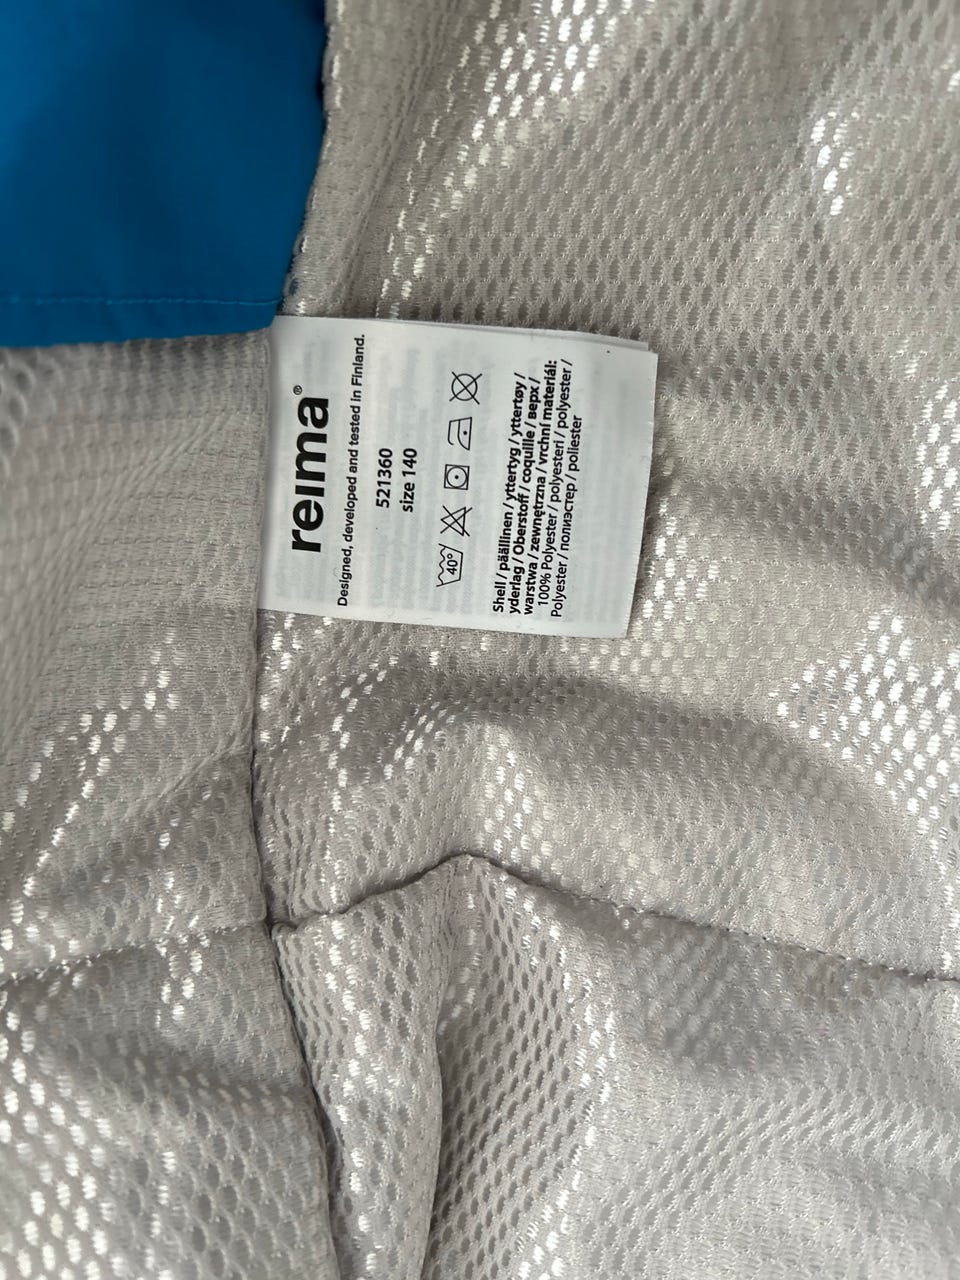 reima®
Designed, developed and tested in Finland.
521360
size 140
40°
Shell / päällinen / yttertyg / yttertøy /
yderlag / Oberstoff / coquille / верх /
warstwa / zewnętrzna / vrchní materiál:
100% Polyester / polyesteri / polyester /
Polyester / полиэстер / poliester